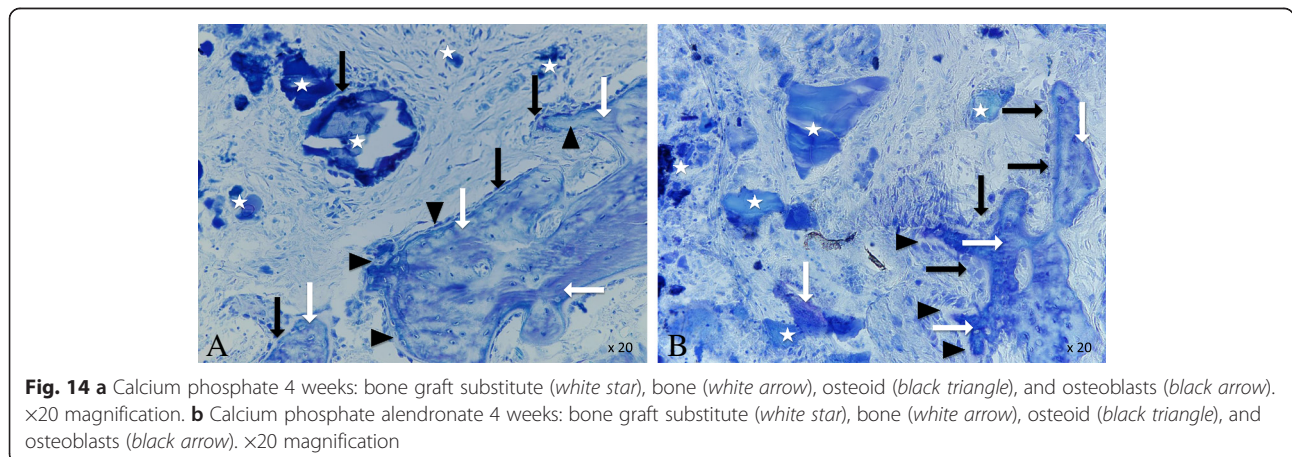 A
x 20
B
x 20
Fig. 14 a Calcium phosphate 4 weeks: bone graft substitute (white star), bone (white arrow), osteoid (black triangle), and osteoblasts (black arrow).
×20 magnification. b Calcium phosphate alendronate 4 weeks: bone graft substitute (white star), bone (white arrow), osteoid (black triangle), and
osteoblasts (black arrow). ×20 magnification